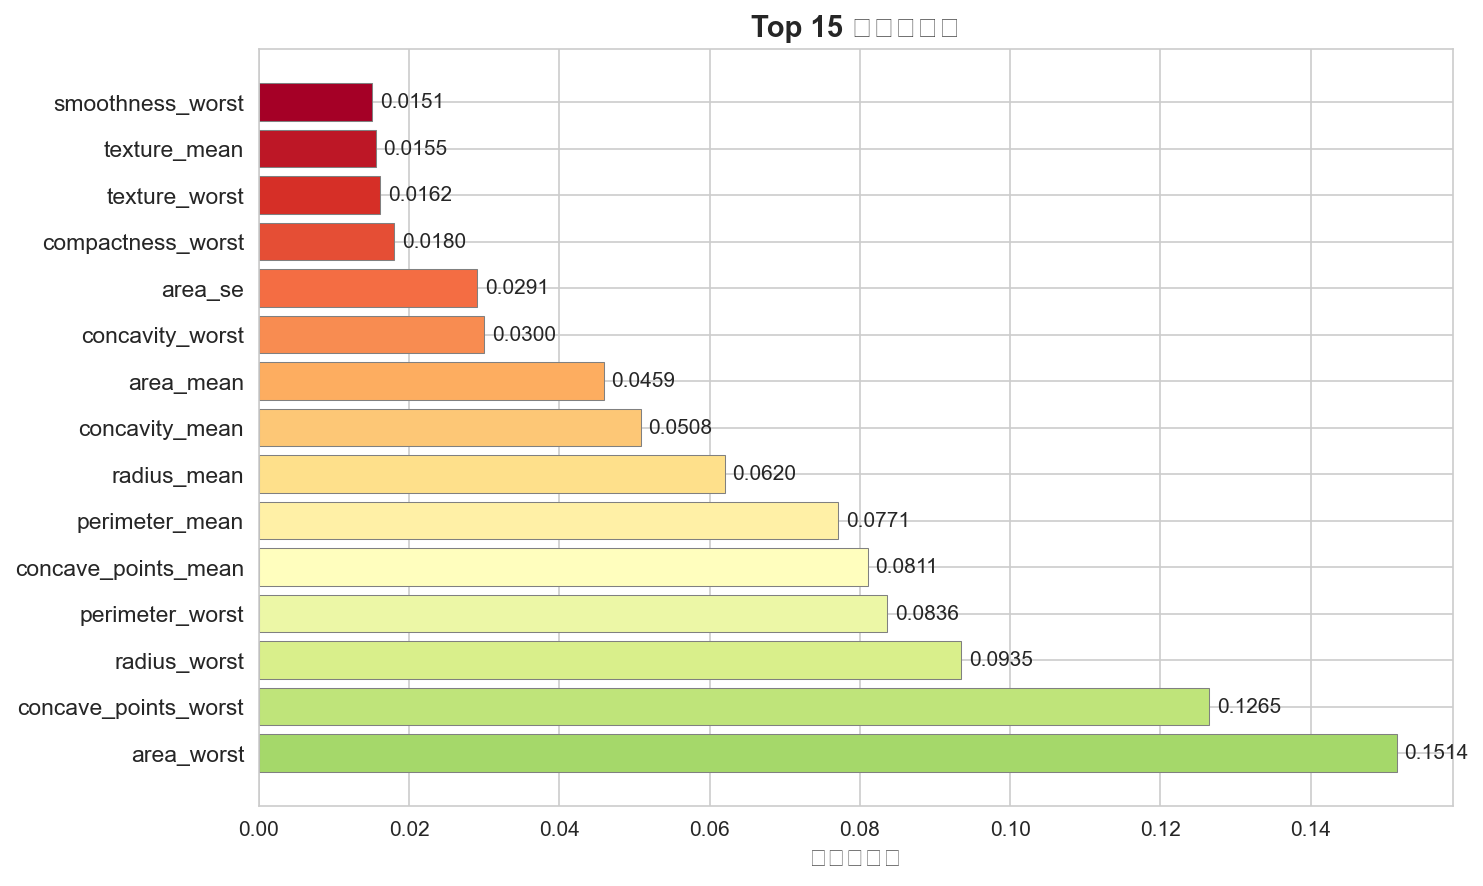 Top 15
smoothness_worst 0.0151
texture_mean 0.0155
texture_worst 0.0162
compactness_worst 0.0180
area_se 0.0291
concavity_worst 0.0300
area_mean 0.0459
concavity_mean 0.0508
radius_mean 0.0620
perimeter_mean 0.0771
concave_points_mean 0.0811
perimeter_worst 0.0836
radius_worst 0.0935
concave_points_worst 0.1265
area_worst 0.1514
0.00 0.02 0.04 0.06 0.08 0.10 0.12 0.14